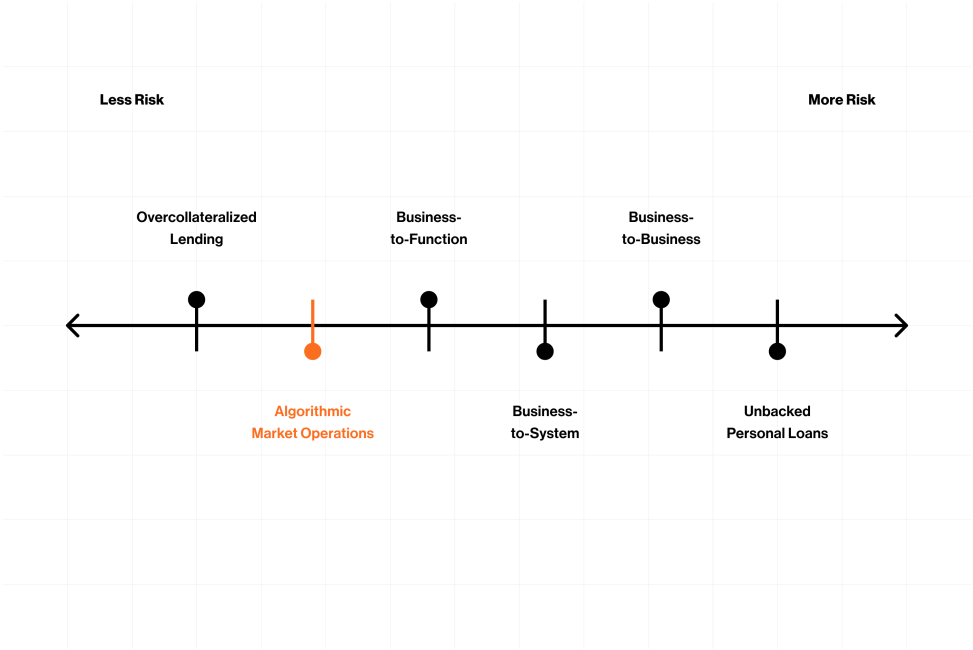 Less Risk
More Risk
Overcollateralized
Lending
Business-
to-Function
Business-
to-Business
Algorithmic
Market Operations
Business-
to-System
Unbacked
Personal Loans